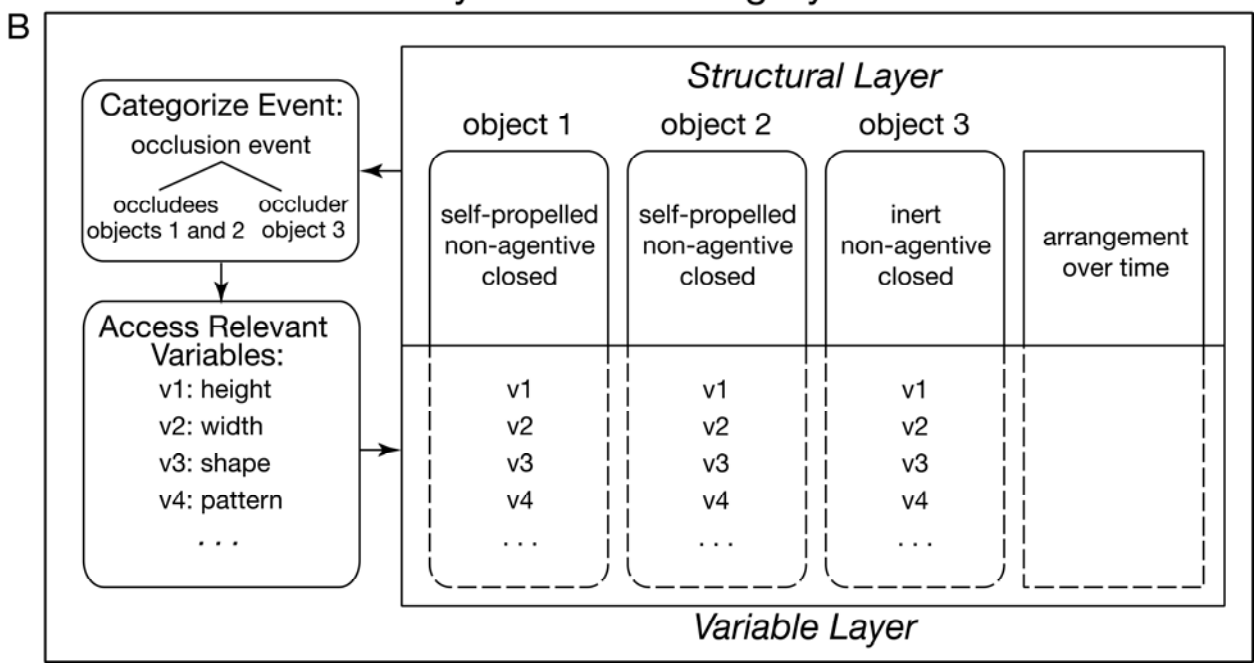 B
Categorize Event:
occlusion event
occludees
objects 1 and 2
occluder
object 3
Access Relevant
Variables:
v1: height
v2: width
v3: shape
v4: pattern
. . .
Structural Layer
object 1
self-propelled
non-agentive
closed
v1
v2
v3
v4
. . .
object 2
self-propelled
non-agentive
closed
v1
v2
v3
v4
. . .
object 3
inert
non-agentive
closed
v1
v2
v3
v4
. . .
arrangement
over time
Variable Layer